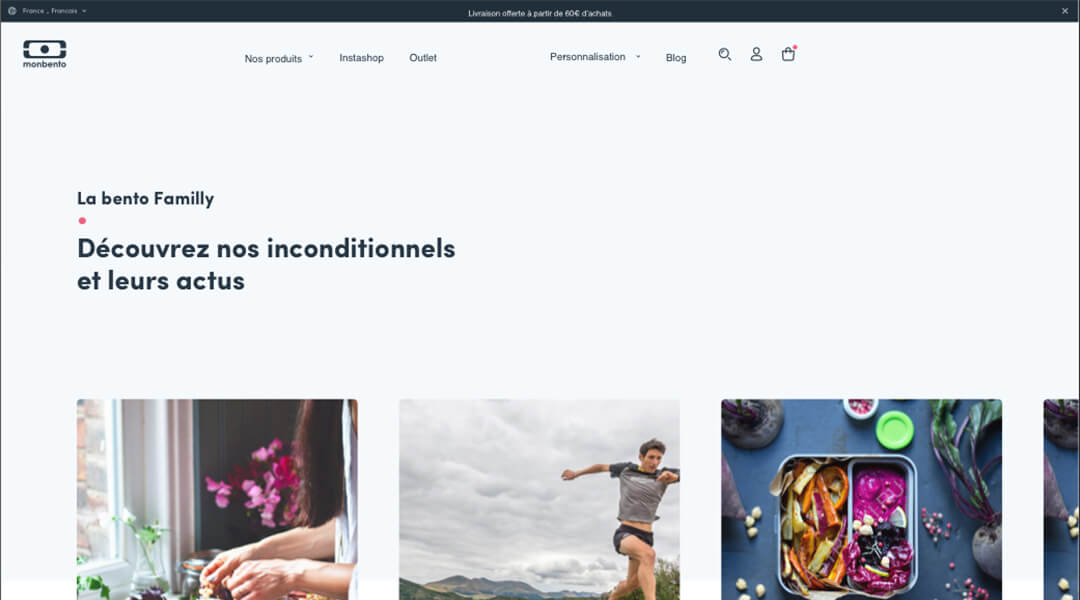 France , Francais
Livraison offerte à partir de 60€ d'achats
monbento
Nos produits
Instashop
Outlet
Personnalisation
Blog
La bento Familly
Découvrez nos inconditionnels
et leurs actus